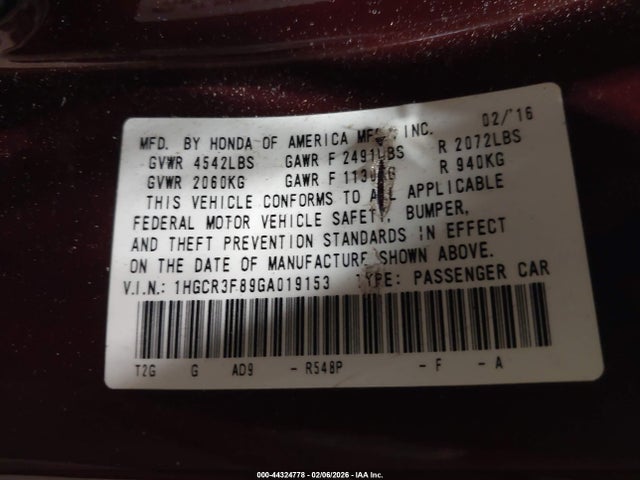 02/'16
MFD. BY HONDA OF AMERICA MFG., INC.
GVWR 4542LBS GAWR F 2491LBS R 2072LBS
GVWR 2060KG GAWR F 1130KG R 940KG
THIS VEHICLE CONFORMS TO ALL APPLICABLE
FEDERAL MOTOR VEHICLE SAFETY, BUMPER,
AND THEFT PREVENTION STANDARDS IN EFFECT
ON THE DATE OF MANUFACTURE SHOWN ABOVE.
V.I.N.: 1HGCR3F89GA019153 TYPE: PASSENGER CAR
T2G G AD9 - R548P - F - A
000-44324778 - 02/06/2026 - IAA Inc.